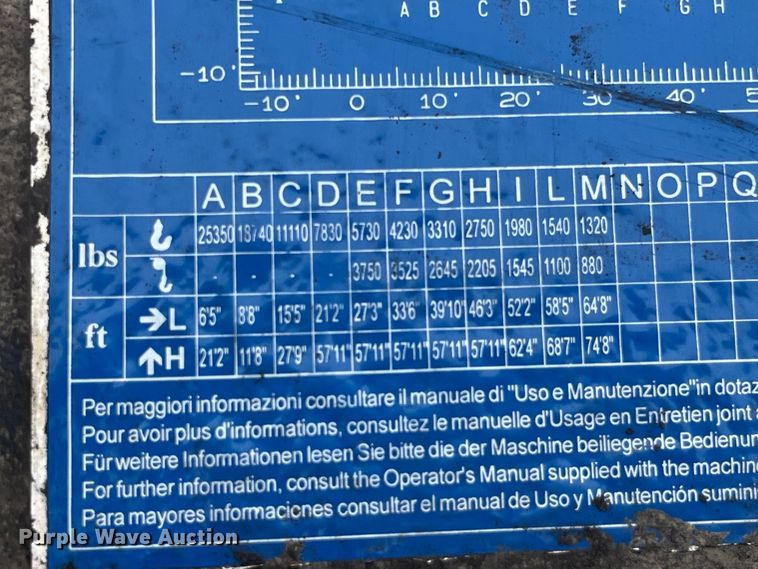 A B C D E F G H
-10'
-10' 0 10' 20' 30 40' 5
A B C D E F G H I L M N O P Q
lbs 25350 18740 11110 7830 5730 4230 3310 2750 1980 1540 1320
- - - - 3750 3525 2645 2205 1545 1100 880
ft →L 6'5" 8'8" 15'5" 21'2" 27'3" 33'6" 39'10" 46'3" 52'2" 58'5" 64'8"
↑H 21'2" 11'8" 27'9" 57'11" 57'11" 57'11" 57'11" 57'11" 62'4" 68'7" 74'8"
Per maggiori informazioni consultare il manuale di "Uso e Manutenzione"in dotaz
Pour avoir plus d'informations, consultez le manuelle d'Usage en Entretien joint a
Für weitere Informationen lesen Sie bitte die der Maschine beiliegende Bedienun
For further information, consult the Operator's Manual supplied with the machine
Para mayores informaciones consultar el manual de Uso y Manutención sumini
Purple Wave Auction